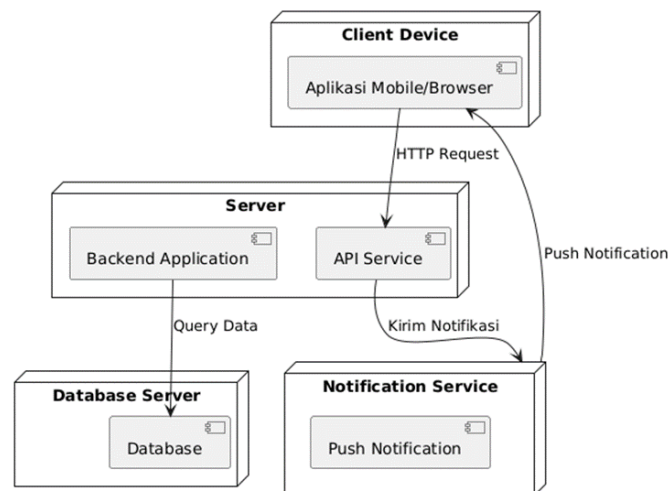 Client Device
Aplikasi Mobile/Browser
HTTP Request
Server
Backend Application
API Service
Push Notification
Query Data
Kirim Notifikasi
Database Server
Notification Service
Database
Push Notification